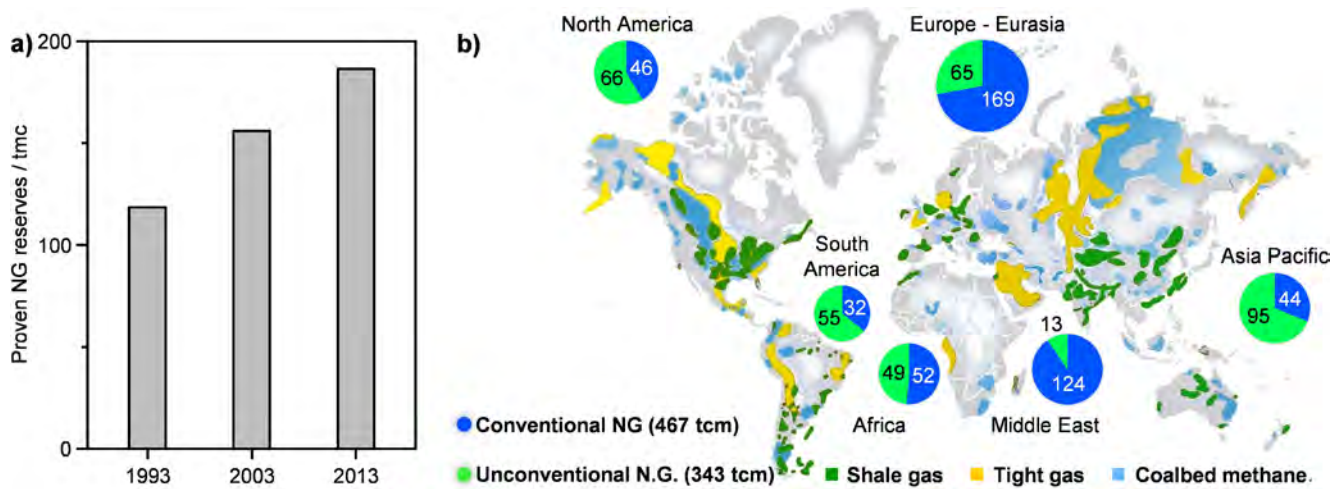 a)
200
100
0
Proven NG reserves / tmc
1993
2003
2013
b)
North America
66
46
Europe - Eurasia
65
169
South
America
55
32
Asia Pacific
44
95
13
124
Middle East
49
52
Africa
Conventional NG (467 tcm)
Unconventional N.G. (343 tcm)
Shale gas
Tight gas
Coalbed methane.